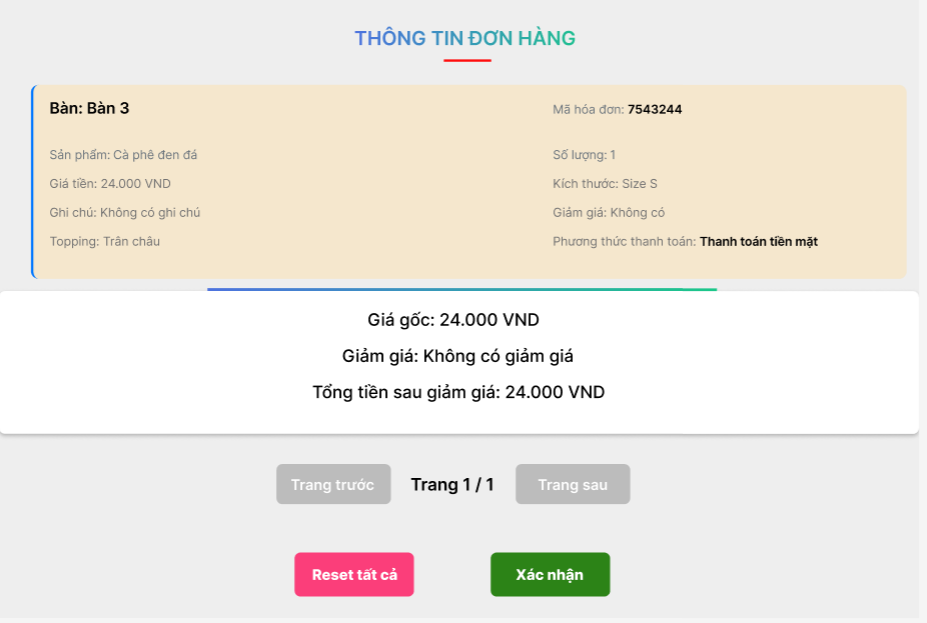 THÔNG TIN ĐƠN HÀNG
Bàn: Bàn 3
Mã hóa đơn: 7543244
Sản phẩm: Cà phê đen đá
Số lượng: 1
Giá tiền: 24.000 VND
Kích thước: Size S
Ghi chú: Không có ghi chú
Giảm giá: Không có
Topping: Trân châu
Phương thức thanh toán: Thanh toán tiền mặt
Giá gốc: 24.000 VND
Giảm giá: Không có giảm giá
Tổng tiền sau giảm giá: 24.000 VND
Trang trước Trang 1 / 1 Trang sau
Reset tất cả Xác nhận